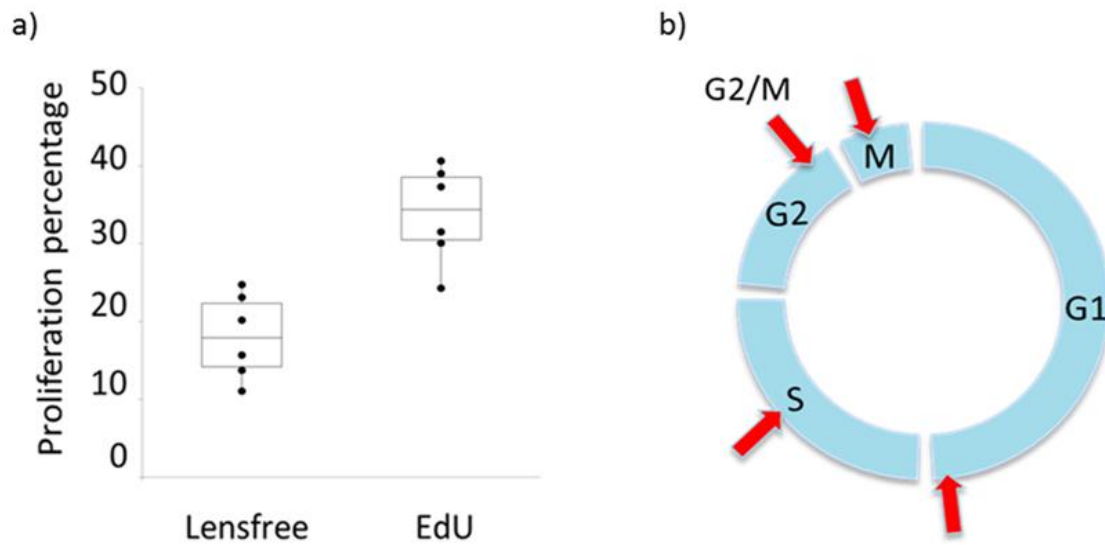 a)
Proliferation percentage
50
40
30
20
10
0
Lensfree
EdU
b)
G2/M
M
G2
G1
S